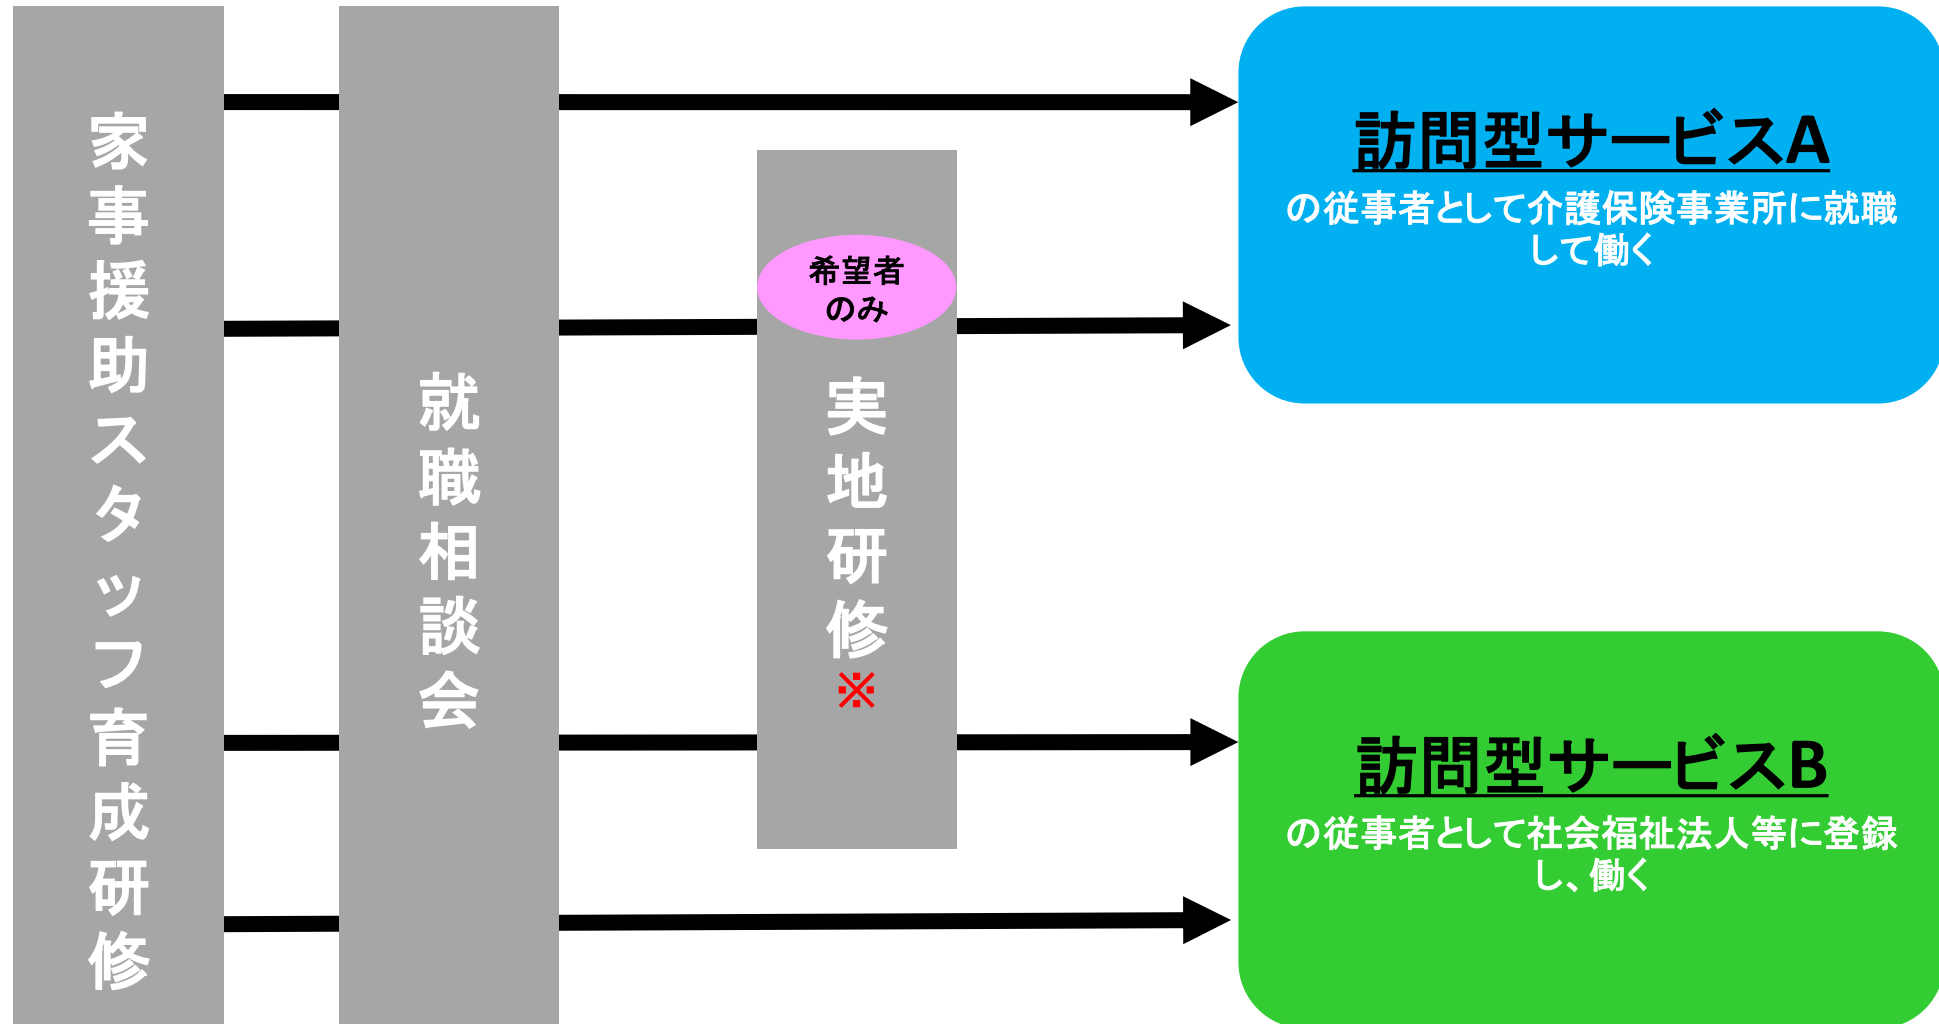 家事援助スタッフ育成研修
就職相談会
希望者
のみ
実地研修※
訪問型サービスA
の従事者として介護保険事業所に就職
して働く
訪問型サービスB
の従事者として社会福祉法人等に登録
し、働く